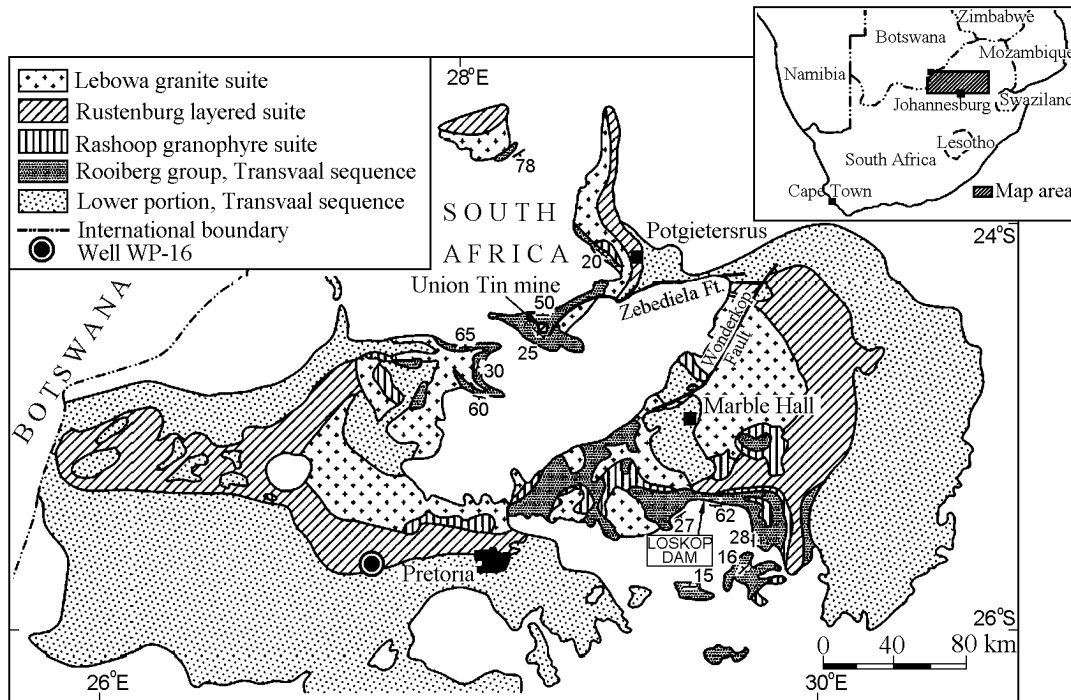 Lebowa granite suite
Rustenburg layered suite
Rashoop granophyre suite
Rooiberg group, Transvaal sequence
Lower portion, Transvaal sequence
International boundary
Well WP-16
28°E
Zimbabwe
Botswana
Mozambique
Namibia
Johannesburg
Swaziland
Lesotho
South Africa
Cape Town
Map area
24°S
78
SOUTH
AFRICA
Potgietersrus
20
Union Tin mine
50
25
Zebediela Ft.
Wonderkop
Fault
BOTSWANA
65
30
60
Marble Hall
27
62
LOSKOP
DAM
28
16
15
Pretoria
26°S
0 40 80 km
26°E
30°E